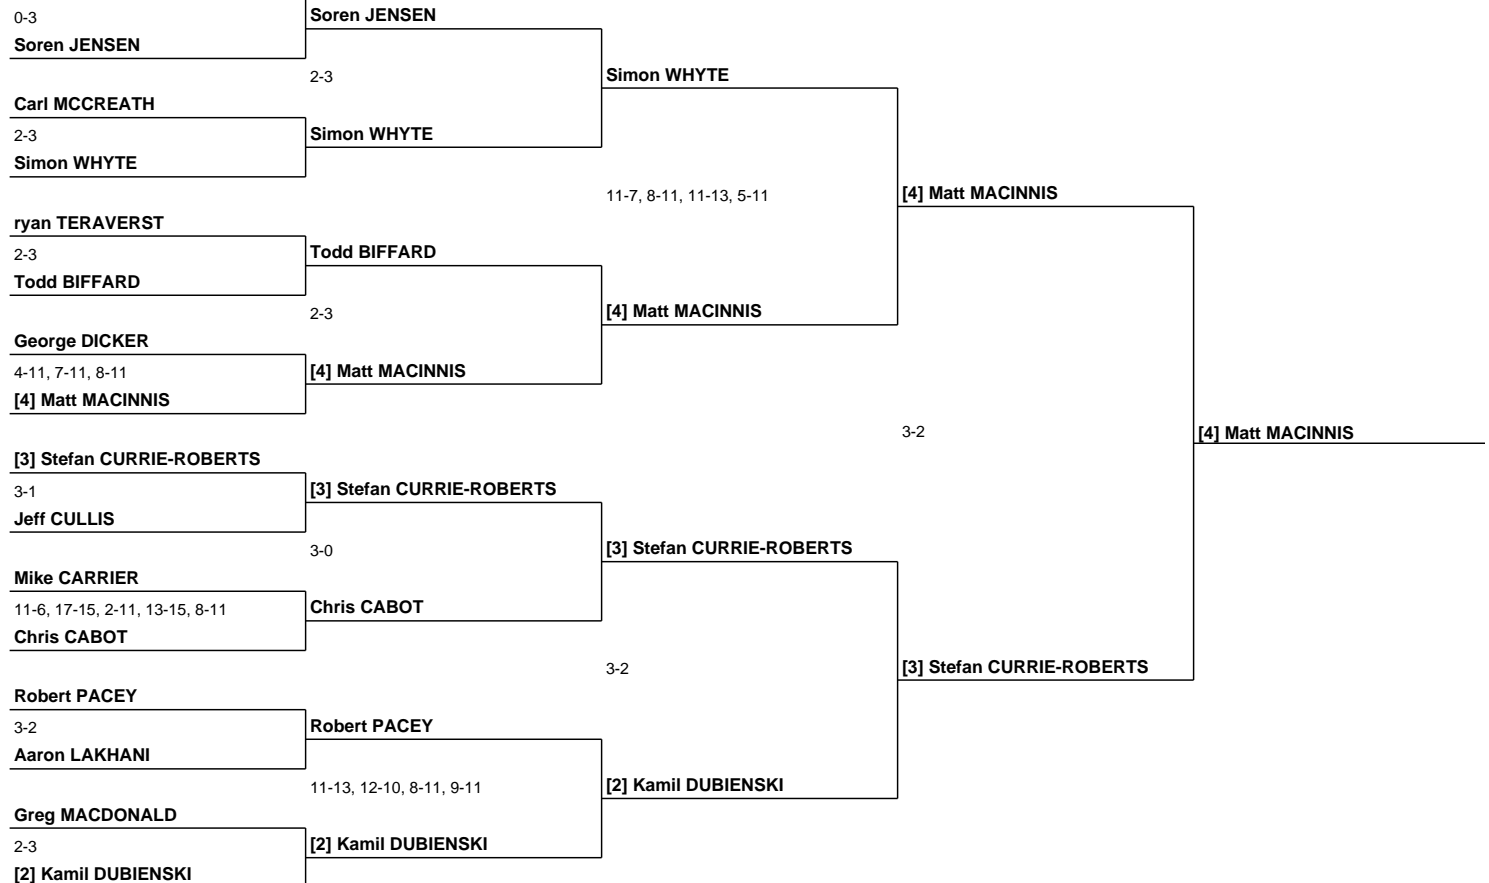 0-3
Soren JENSEN
Soren JENSEN
2-3
Simon WHYTE
Carl MCCREATH
2-3
Simon WHYTE
Simon WHYTE
11-7, 8-11, 11-13, 5-11
[4] Matt MACINNIS
ryan TERAVERST
2-3
Todd BIFFARD
Todd BIFFARD
2-3
[4] Matt MACINNIS
George DICKER
4-11, 7-11, 8-11
[4] Matt MACINNIS
[4] Matt MACINNIS
3-2
[4] Matt MACINNIS
[3] Stefan CURRIE-ROBERTS
3-1
Jeff CULLIS
[3] Stefan CURRIE-ROBERTS
3-0
[3] Stefan CURRIE-ROBERTS
Mike CARRIER
11-6, 17-15, 2-11, 13-15, 8-11
Chris CABOT
Chris CABOT
3-2
[3] Stefan CURRIE-ROBERTS
Robert PACEY
3-2
Aaron LAKHANI
Robert PACEY
11-13, 12-10, 8-11, 9-11
[2] Kamil DUBIENSKI
Greg MACDONALD
2-3
[2] Kamil DUBIENSKI
[2] Kamil DUBIENSKI